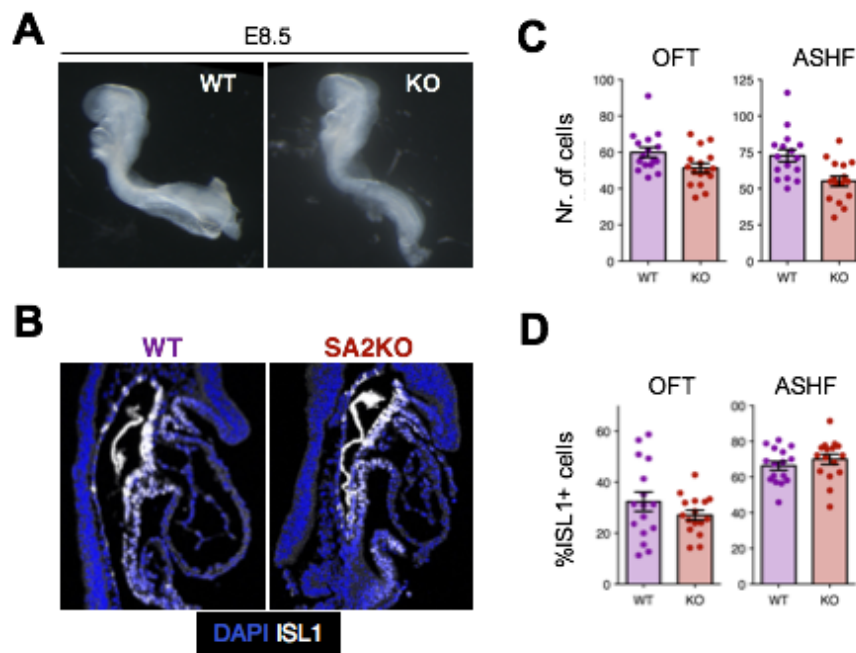 A
E8.5
WT
KO
B
WT
SA2KO
DAPI ISL1
C
OFT
ASHF
Nr. of cells
100
80
60
40
20
0
WT
KO
125
100
75
50
25
0
WT
KO
D
OFT
ASHF
%ISL1+ cells
60
40
20
0
WT
KO
00
80
60
40
20
0
WT
KO